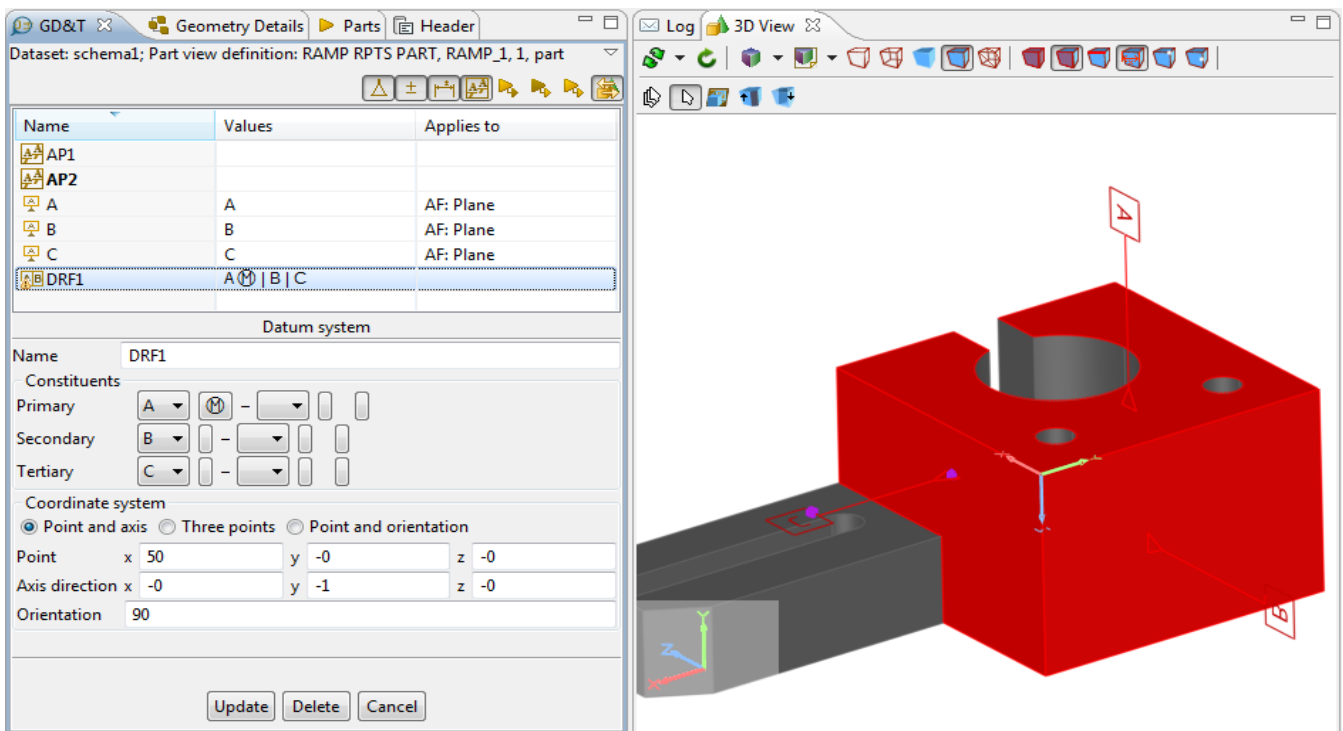 GD&T Geometry Details Parts Header
Dataset: schema1; Part view definition: RAMP RPTS PART, RAMP_1, 1, part
Name Values Applies to
AP1
AP2
A A AF: Plane
B B AF: Plane
C C AF: Plane
DRF1 A Ⓜ | B | C
Datum system
Name DRF1
Constituents
Primary A Ⓜ –
Secondary B –
Tertiary C –
Coordinate system
Point and axis Three points Point and orientation
Point x 50 y -0 z -0
Axis direction x -0 y -1 z -0
Orientation 90
Update Delete Cancel
Log 3D View
A
C
B
Y
Z
X